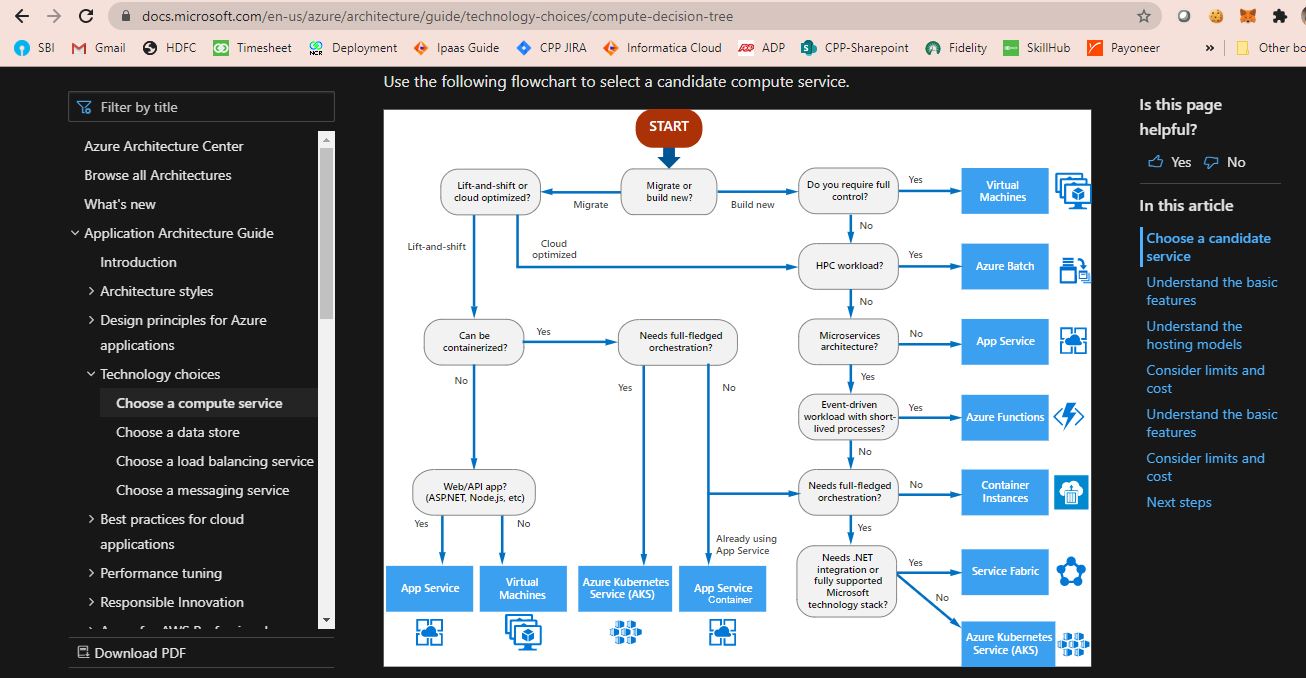 docs.microsoft.com/en-us/azure/architecture/guide/technology-choices/compute-decision-tree
SBI
Gmail
HDFC
Timesheet
NCR
Deployment
Ipaas Guide
CPP JIRA
Informatica Cloud
ADP
CPP-Sharepoint
Fidelity
SkillHub
Payoneer
»
Other bo
Filter by title
Azure Architecture Center
Browse all Architectures
What's new
Application Architecture Guide
Introduction
Architecture styles
Design principles for Azure
applications
Technology choices
Choose a compute service
Choose a data store
Choose a load balancing service
Choose a messaging service
Best practices for cloud
applications
Performance tuning
Responsible Innovation
Download PDF
Use the following flowchart to select a candidate compute service.
START
Lift-and-shift or
cloud optimized?
Migrate
Migrate or
build new?
Build new
Do you require full
control?
Yes
Virtual
Machines
No
Lift-and-shift
Cloud
optimized
HPC workload?
Yes
Azure Batch
No
Can be
containerized?
Yes
Needs full-fledged
orchestration?
Microservices
architecture?
No
App Service
No
Yes
No
Yes
Event-driven
workload with short-
lived processes?
Yes
Azure Functions
No
Web/API app?
(ASP.NET, Node.js, etc)
Needs full-fledged
orchestration?
No
Container
Instances
Yes
No
Already using
App Service
Yes
App Service
Virtual
Machines
Azure Kubernetes
Service (AKS)
App Service
Container
Needs .NET
integration or
fully supported
Microsoft
technology stack?
Yes
Service Fabric
No
Azure Kubernetes
Service (AKS)
Is this page
helpful?
Yes
No
In this article
Choose a candidate
service
Understand the basic
features
Understand the
hosting models
Consider limits and
cost
Understand the basic
features
Consider limits and
cost
Next steps